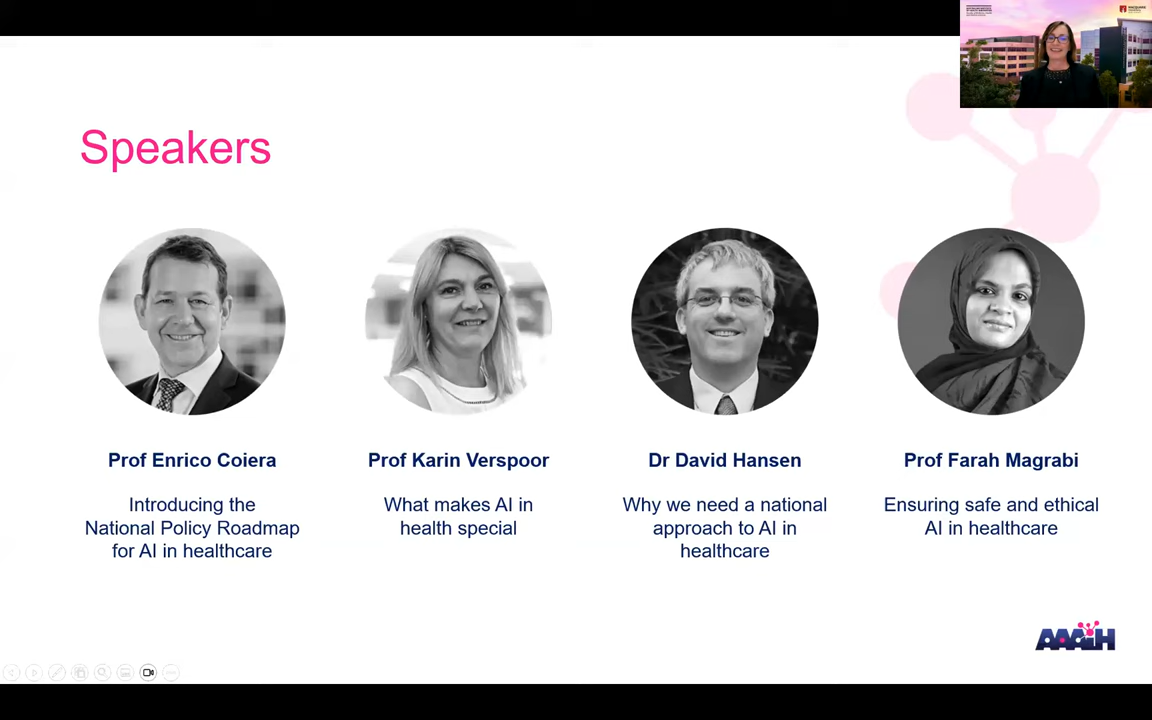 MACQUARIE
Speakers
Prof Enrico Coiera
Introducing the
National Policy Roadmap
for AI in healthcare
Prof Karin Verspoor
What makes AI in
health special
Dr David Hansen
Why we need a national
approach to AI in
healthcare
Prof Farah Magrabi
Ensuring safe and ethical
AI in healthcare
AAAiH